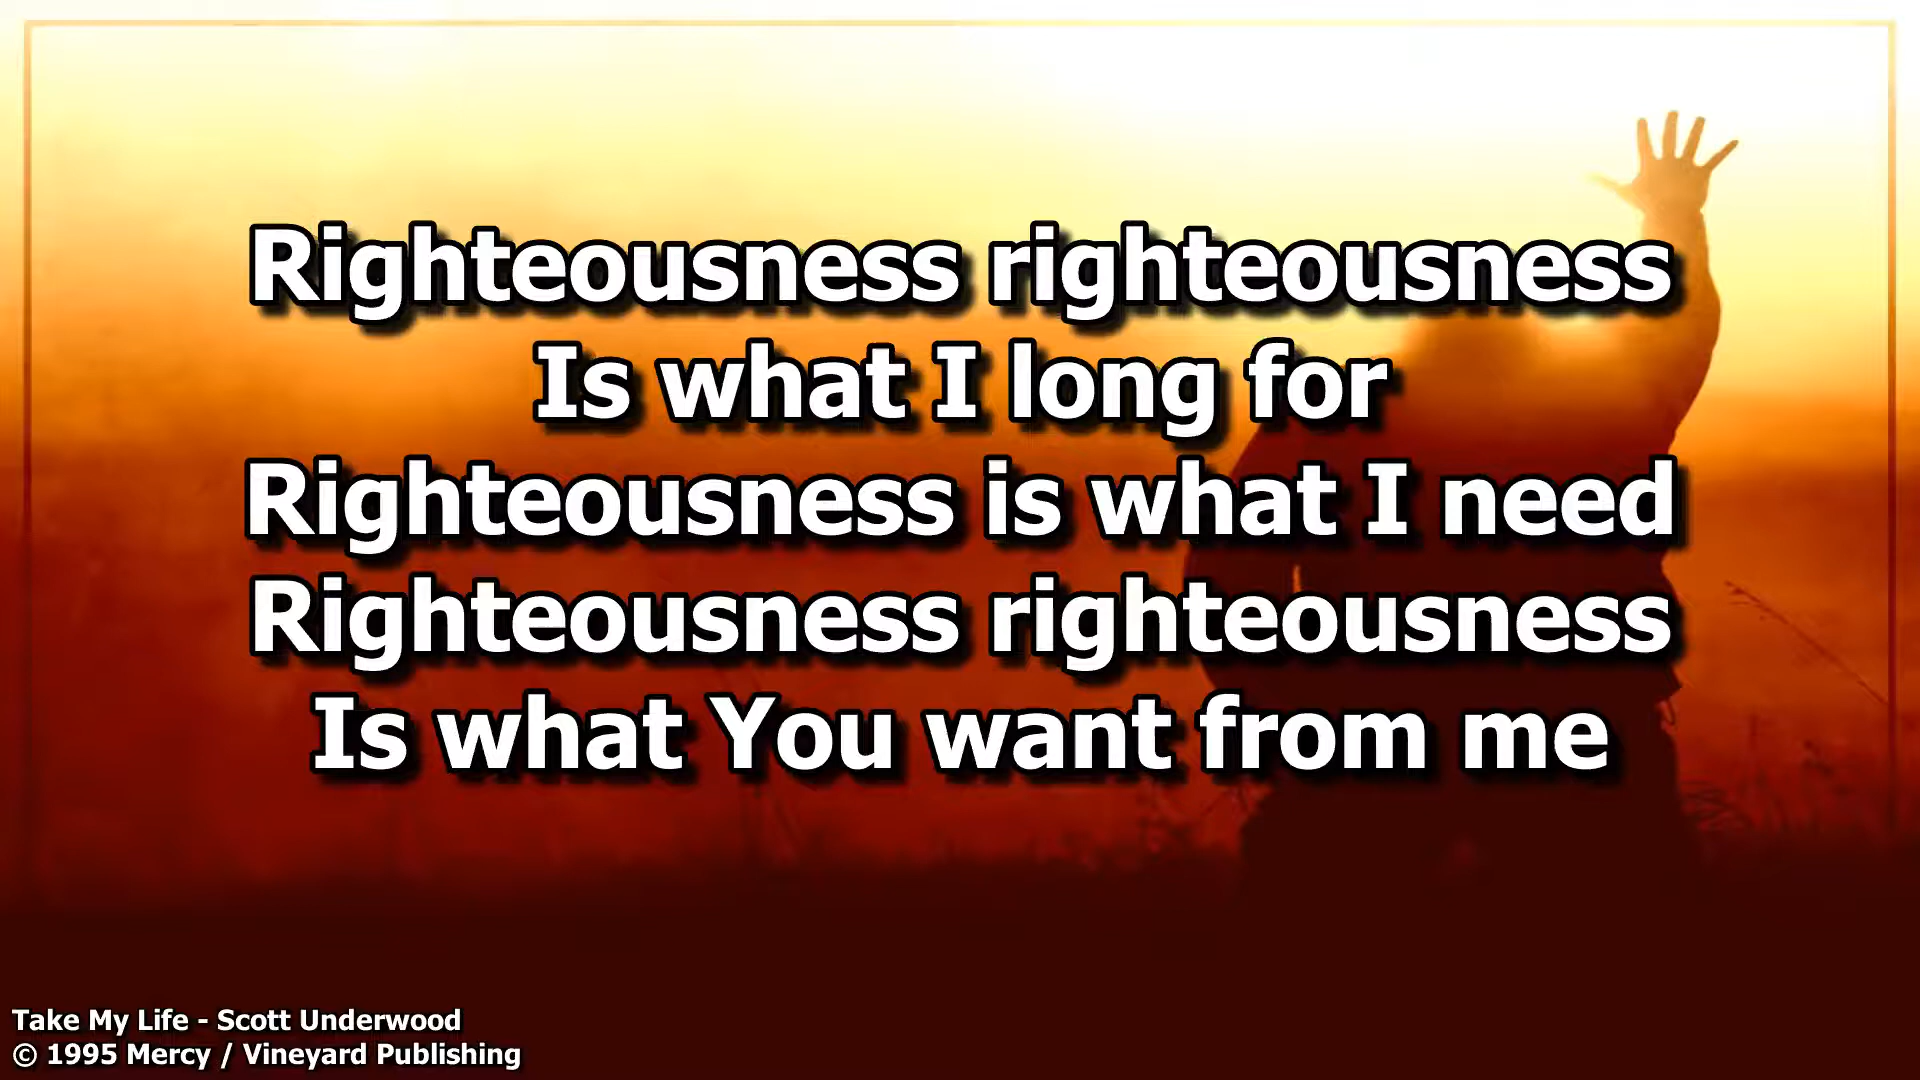 Righteousness righteousness
Is what I long for
Righteousness is what I need
Righteousness righteousness
Is what You want from me
Take My Life - Scott Underwood
© 1995 Mercy / Vineyard Publishing